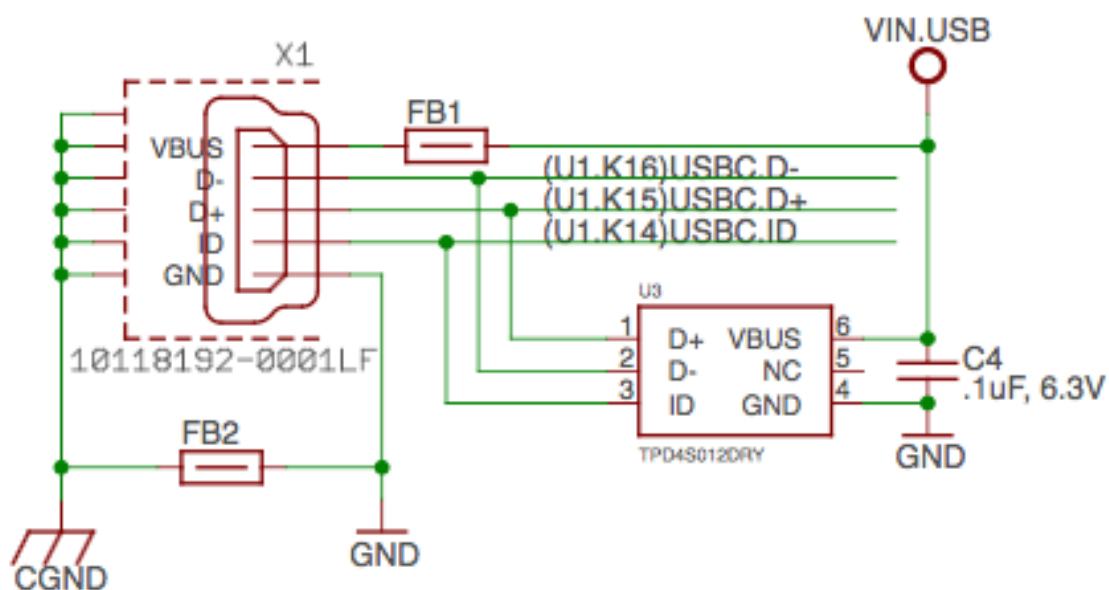 VIN.USB
X1
FB1
VBUS
(U1.K16)USBC.D-
D-
(U1.K15)USBC.D+
D+
(U1.K14)USBC.ID
ID
GND
U3
1 D+ VBUS 6
2 D- NC 5
3 ID GND 4
C4
.1uF, 6.3V
10118192-0001LF
TPD4S012DRY
GND
FB2
GND
CGND